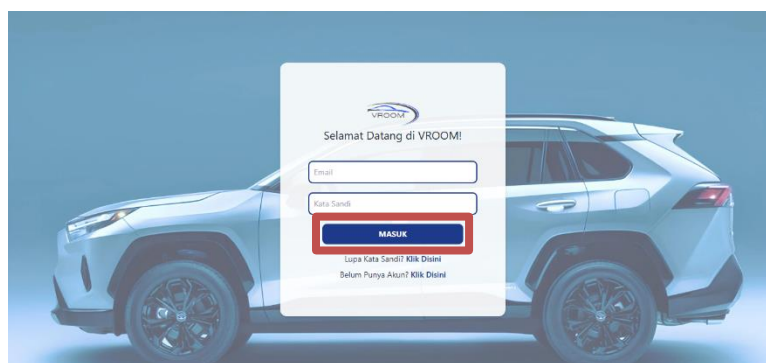 VROOM
Selamat Datang di VROOM!
Email
Kata Sandi
MASUK
Lupa Kata Sandi? Klik Disini
Belum Punya Akun? Klik Disini